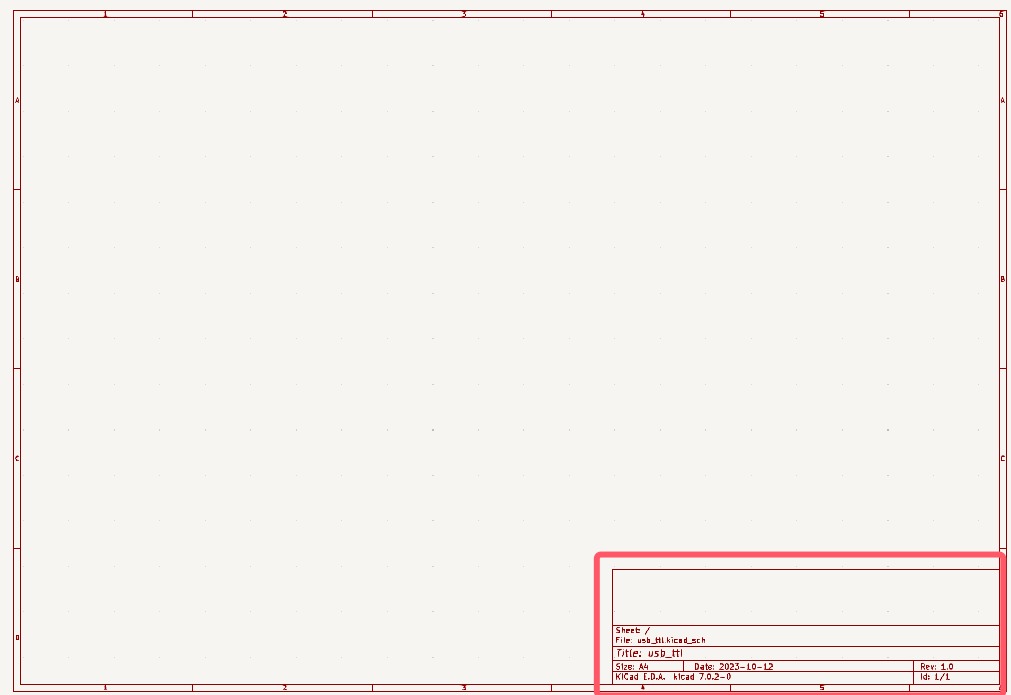 1 2 3 4 5 6
A A
B B
C C
Sheet: /
File: usb_ttl.kicad_sch
Title: usb_ttl
Size: A4 Date: 2023-10-12 Rev: 1.0
KiCad E.D.A. kicad 7.0.2-0 Id: 1/1
1 2 3 4 5